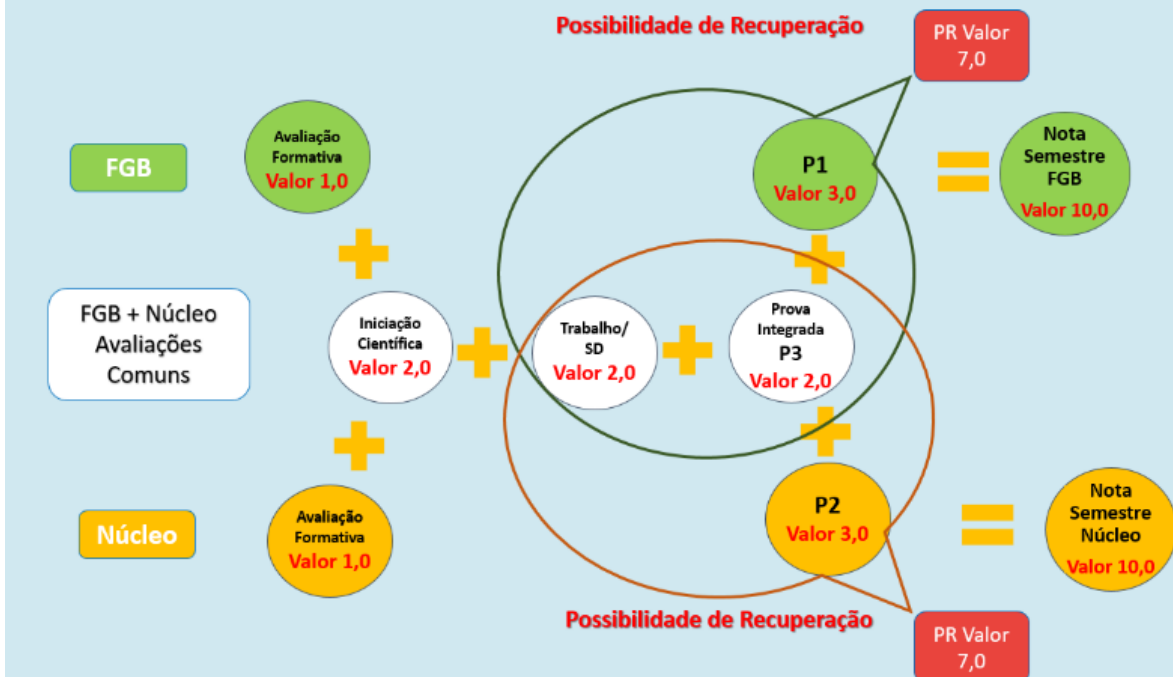 Possibilidade de Recuperação
PR Valor
7,0
FGB
Avaliação
Formativa
Valor 1,0
P1
Valor 3,0
Nota
Semestre
FGB
Valor 10,0
FGB + Núcleo
Avaliações
Comuns
Iniciação
Científica
Valor 2,0
Trabalho/
SD
Valor 2,0
Prova
Integrada
P3
Valor 2,0
Núcleo
Avaliação
Formativa
Valor 1,0
P2
Valor 3,0
Nota
Semestre
Núcleo
Valor 10,0
Possibilidade de Recuperação
PR Valor
7,0